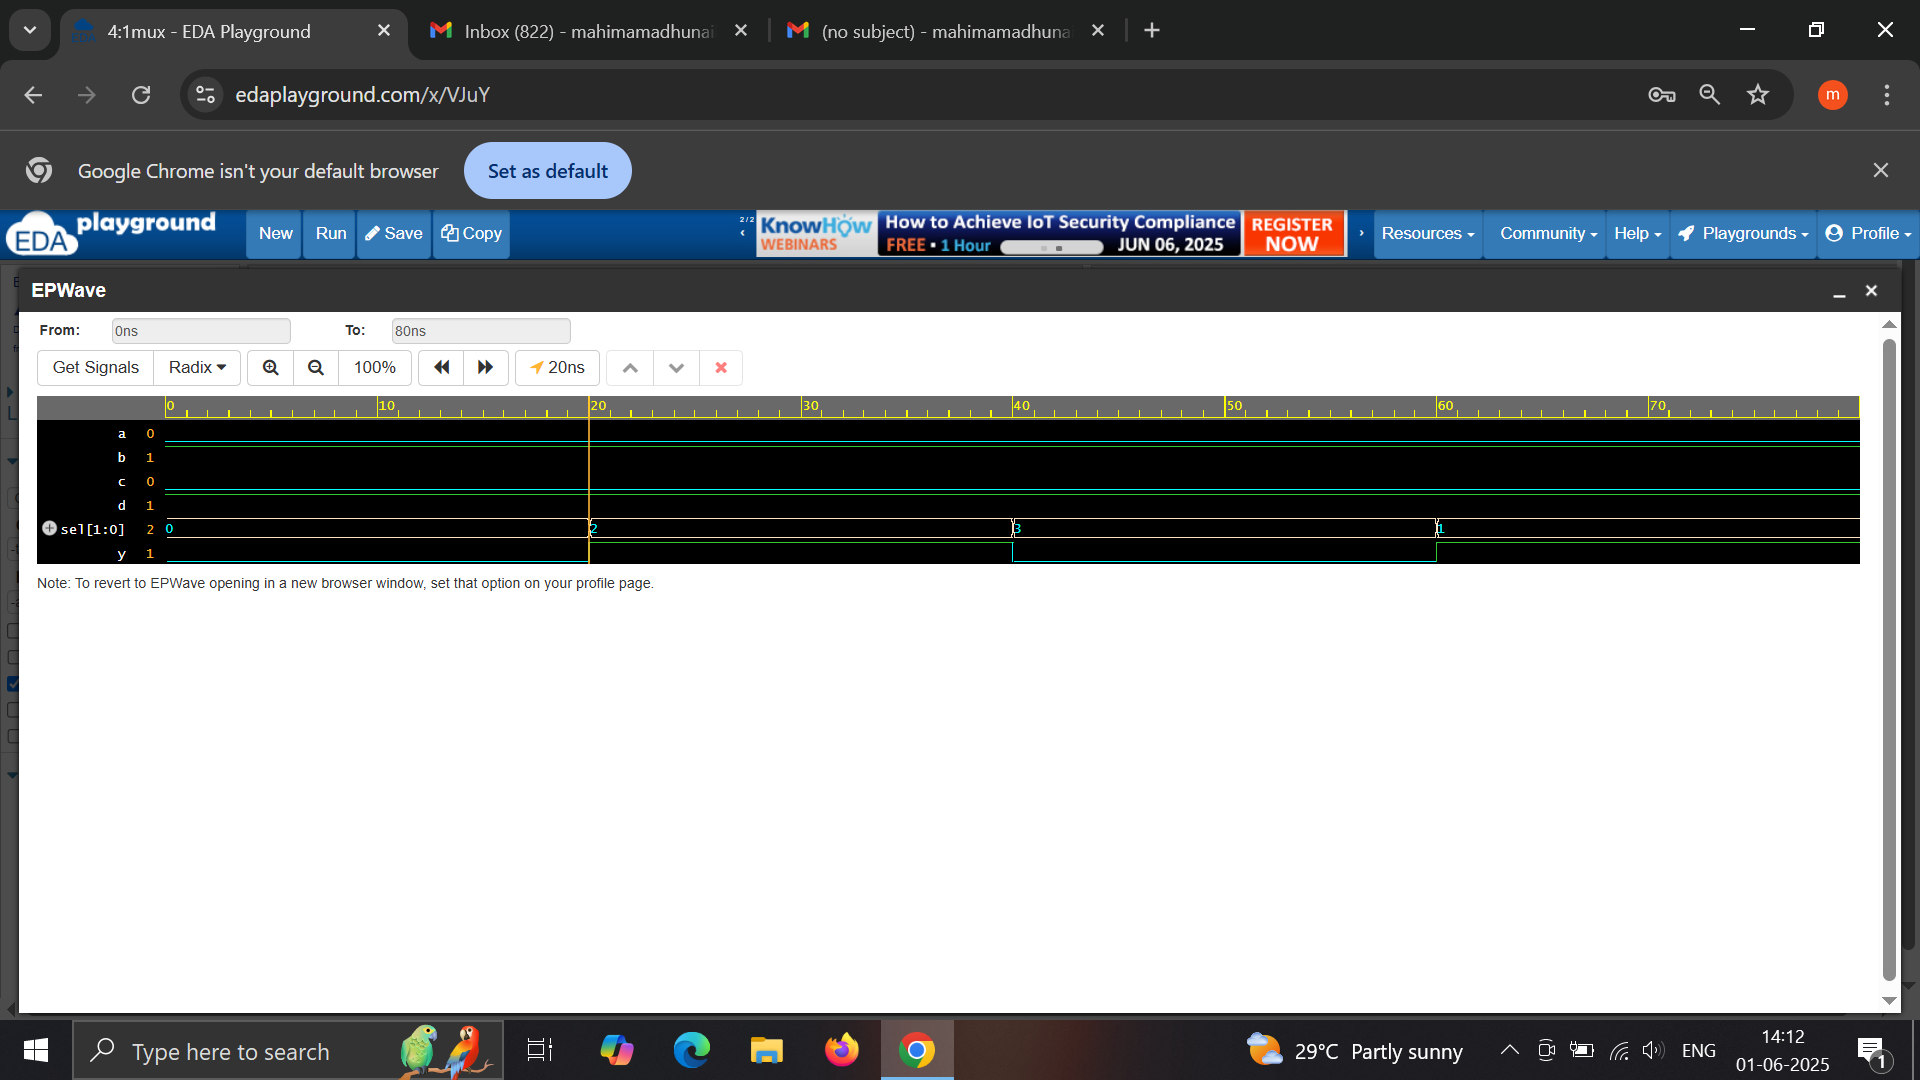 4:1mux - EDA Playground
Inbox (822) - mahimamadhunai
(no subject) - mahimamadhuna
edaplayground.com/x/VJuY
m
Google Chrome isn't your default browser
Set as default
EDA playground
New
Run
Save
Copy
2/2
KnowHow WEBINARS
How to Achieve IoT Security Compliance
FREE • 1 Hour
JUN 06, 2025
REGISTER NOW
Resources
Community
Help
Playgrounds
Profile
EPWave
From:
0ns
To:
80ns
Get Signals
Radix
100%
20ns
0 10 20 30 40 50 60 70
a 0
b 1
c 0
d 1
sel[1:0] 2 0 2 3 1
y 1
Note: To revert to EPWave opening in a new browser window, set that option on your profile page.
Type here to search
29°C Partly sunny
ENG
14:12
01-06-2025
1